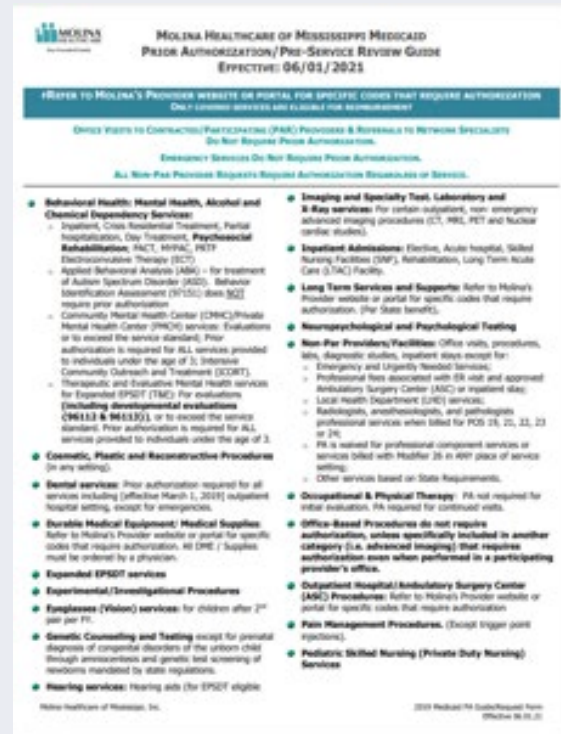 MOLINA HEALTHCARE
MOLINA HEALTHCARE OF MISSISSIPPI MEDICAID
PRIOR AUTHORIZATION/PRE-SERVICE REVIEW GUIDE
EFFECTIVE: 06/01/2021
REFER TO MOLINA'S PROVIDER WEBSITE OR PORTAL FOR SPECIFIC CODES THAT REQUIRE AUTHORIZATION
ONLY COVERED SERVICES ARE ELIGIBLE FOR REIMBURSEMENT
OFFICE VISITS TO CONTRACTED/PARTICIPATING (PAR) PROVIDERS & REFERRALS TO NETWORK SPECIALISTS
DO NOT REQUIRE PRIOR AUTHORIZATION.
EMERGENCY SERVICES DO NOT REQUIRE PRIOR AUTHORIZATION.
ALL NON-PAR PROVIDER REQUESTS REQUIRE AUTHORIZATION REGARDLESS OF SERVICE.
Behavioral Health: Mental Health, Alcohol and
Chemical Dependency Services:
Inpatient, Crisis Residential Treatment, Partial
hospitalization, Day Treatment, Psychosocial
Rehabilitation, PACT, MYPAC, PRTF
Electroconvulsive Therapy (ECT)
Applied Behavioral Analysis (ABA) – for treatment
of Autism Spectrum Disorder (ASD). Behavior
Identification Assessment (97151) does NOT
require prior authorization
Community Mental Health Center (CMHC)/Private
Mental Health Center (PMHC) services: Evaluations
or to exceed the service standard; Prior
authorization is required for ALL services provided
to individuals under the age of 3; Intensive
Community Outreach and Treatment (ICORT).
Therapeutic and Evaluative Mental Health services
for Expanded EPSDT (T&E): For evaluations
(including developmental evaluations
(96112 & 96113)), or to exceed the service
standard. Prior authorization is required for ALL
services provided to individuals under the age of 3.
Cosmetic, Plastic and Reconstructive Procedures
(in any setting).
Dental services: Prior authorization required for all
services including [effective March 1, 2019] outpatient
hospital setting, except for emergencies.
Durable Medical Equipment/ Medical Supplies
Refer to Molina's Provider website or portal for specific
codes that require authorization. All DME / Supplies
must be ordered by a physician.
Expanded EPSDT services
Experimental/Investigational Procedures
Eyeglasses (Vision) services: for children after 2nd
pair per FY.
Genetic Counseling and Testing except for prenatal
diagnosis of congenital disorders of the unborn child
through amniocentesis and genetic test screening of
newborns mandated by state regulations.
Hearing services: Hearing aids (for EPSDT eligible
Imaging and Specialty Test. Laboratory and
X-Ray services: For certain outpatient, non- emergency
advanced imaging procedures (CT, MRI, PET and Nuclear
cardiac studies).
Inpatient Admissions: Elective, Acute hospital, Skilled
Nursing Facilities (SNF), Rehabilitation, Long Term Acute
Care (LTAC) Facility.
Long Term Services and Supports: Refer to Molina's
Provider website or portal for specific codes that require
authorization. (Per State benefit).
Neuropsychological and Psychological Testing
Non-Par Providers/Facilities: Office visits, procedures,
labs, diagnostic studies, inpatient stays except for:
Emergency and Urgently Needed Services;
Professional fees associated with ER visit and approved
Ambulatory Surgery Center (ASC) or inpatient stay;
Local Health Department (LHD) services;
Radiologists, anesthesiologists, and pathologists
professional services when billed for POS 19, 21, 22, 23
or 24;
PA is waived for professional component services or
services billed with Modifier 26 in ANY place of service
setting;
Other services based on State Requirements.
Occupational & Physical Therapy: PA not required for
initial evaluation. PA required for continued visits.
Office-Based Procedures do not require
authorization, unless specifically included in another
category (i.e. advanced imaging) that requires
authorization even when performed in a participating
provider's office.
Outpatient Hospital/Ambulatory Surgery Center
(ASC) Procedures: Refer to Molina's Provider website or
portal for specific codes that require authorization
Pain Management Procedures. (Except trigger point
injections).
Pediatric Skilled Nursing (Private Duty Nursing)
Services
Molina Healthcare of Mississippi, Inc.
2019 Medicaid PA Guide/Request Form
Effective 06.01.21